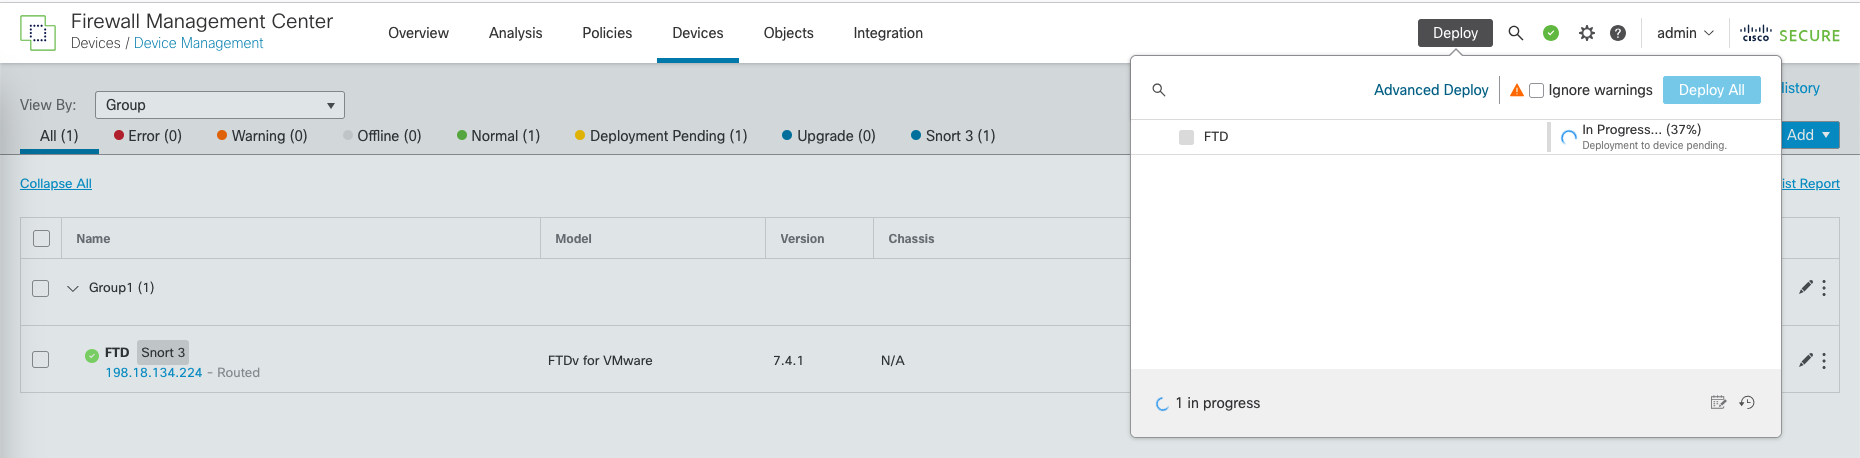 Firewall Management Center
Devices / Device Management
Overview Analysis Policies Devices Objects Integration
Deploy admin CISCO SECURE
View By: Group
All (1) Error (0) Warning (0) Offline (0) Normal (1) Deployment Pending (1) Upgrade (0) Snort 3 (1)
Collapse All
Name Model Version Chassis
Group1 (1)
FTD Snort 3
198.18.134.224 - Routed
FTDv for VMware 7.4.1 N/A
Advanced Deploy Ignore warnings Deploy All
FTD In Progress... (37%)
Deployment to device pending.
1 in progress
Add